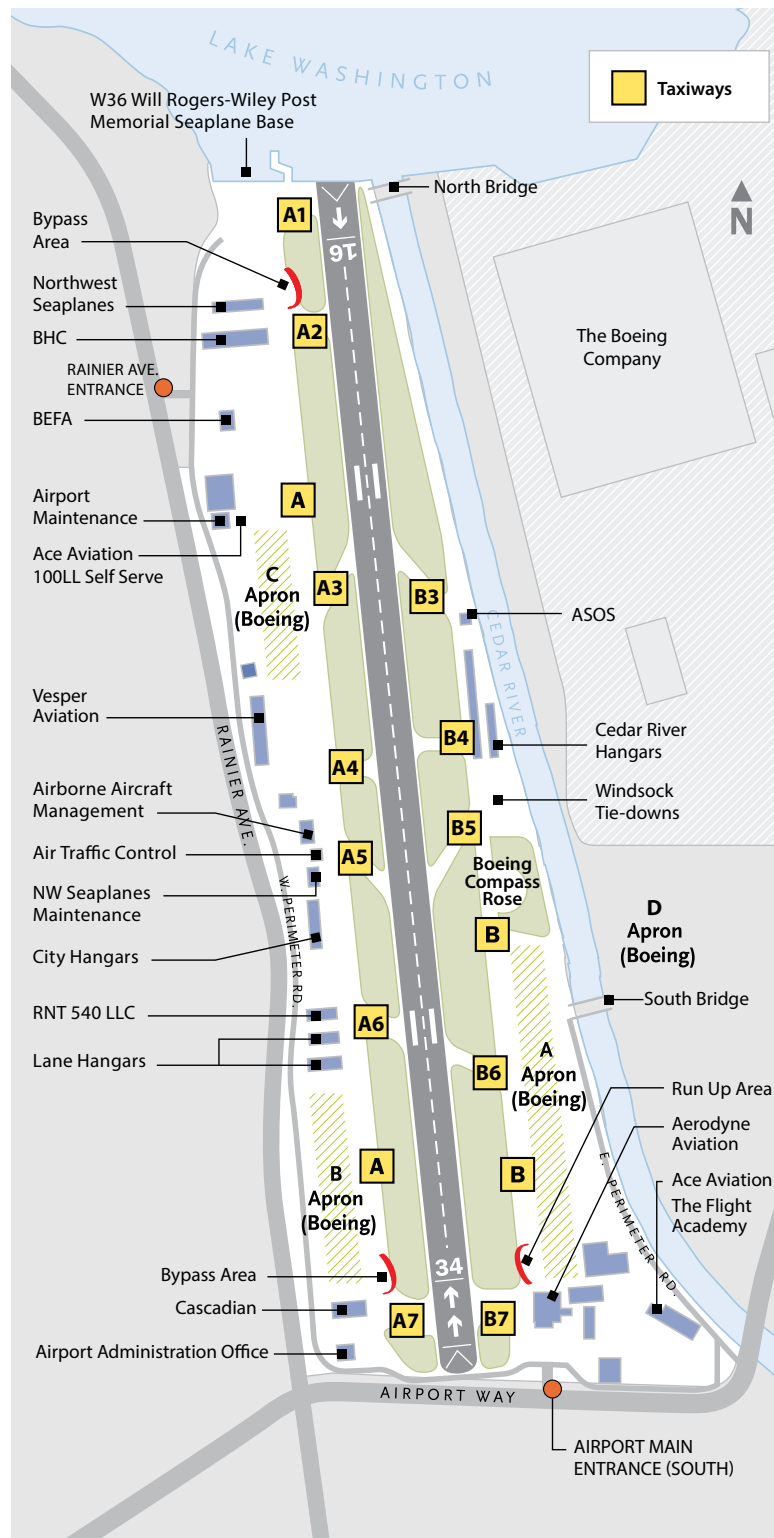 LAKE WASHINGTON
Taxiways
W36 Will Rogers-Wiley Post
Memorial Seaplane Base
North Bridge
N
A1
16
Bypass
Area
Northwest
Seaplanes
A2
BHC
The Boeing
Company
RAINIER AVE.
ENTRANCE
BEFA
A
Airport
Maintenance
Ace Aviation
100LL Self Serve
C
Apron
(Boeing)
A3
B3
ASOS
CEDAR RIVER
Vesper
Aviation
RAINIER AVE.
B4
Cedar River
Hangars
A4
Airborne Aircraft
Management
Windsock
Tie-downs
B5
Air Traffic Control
A5
Boeing
Compass
Rose
NW Seaplanes
Maintenance
W. PERIMETER RD.
City Hangars
B
D
Apron
(Boeing)
South Bridge
RNT 540 LLC
A6
Lane Hangars
B6
A
Apron
(Boeing)
Run Up Area
Aerodyne
Aviation
E. PERIMETER RD.
A
B
B
Apron
(Boeing)
Ace Aviation
The Flight
Academy
Bypass Area
34
Cascadian
A7
B7
Airport Administration Office
AIRPORT WAY
AIRPORT MAIN
ENTRANCE (SOUTH)